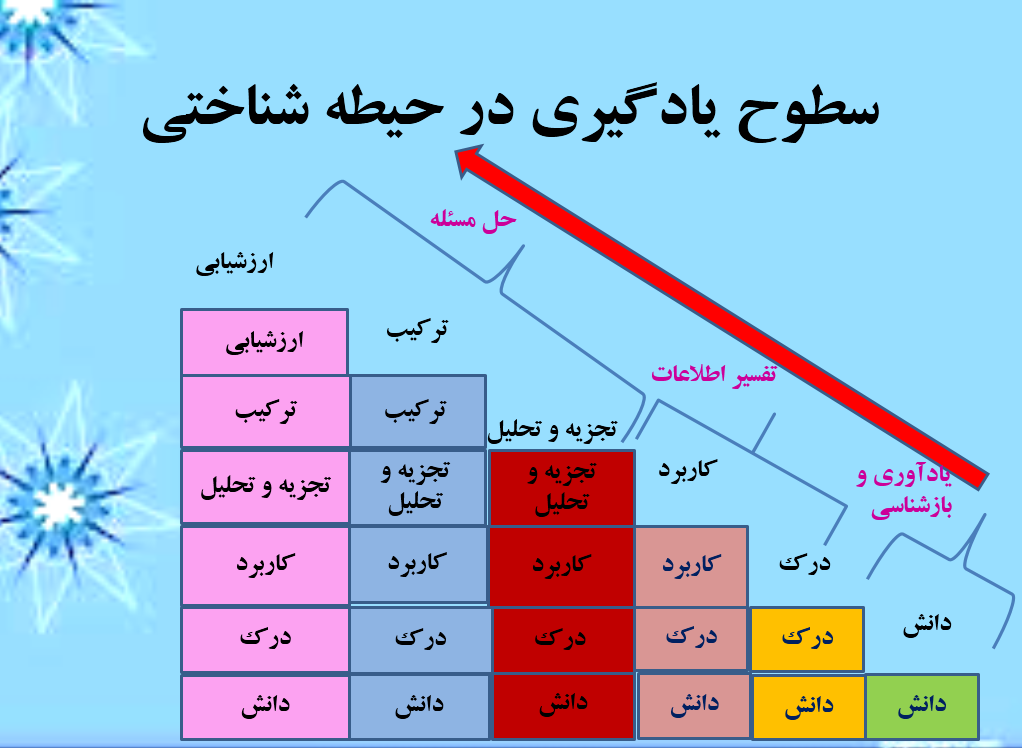 سطوح یادگیری در حیطه شناختی
حل مسئله
ارزشیابی
ترکیب
ارزشیابی
تفسیر اطلاعات
ترکیب
ترکیب
تجزیه و تحلیل
کاربرد
یادآوری و
بازشناسی
تجزیه و
تحلیل
تجزیه و
تحلیل
تجزیه و تحلیل
درک
کاربرد
کاربرد
کاربرد
کاربرد
دانش
درک
درک
درک
درک
درک
دانش
دانش
دانش
دانش
دانش
دانش